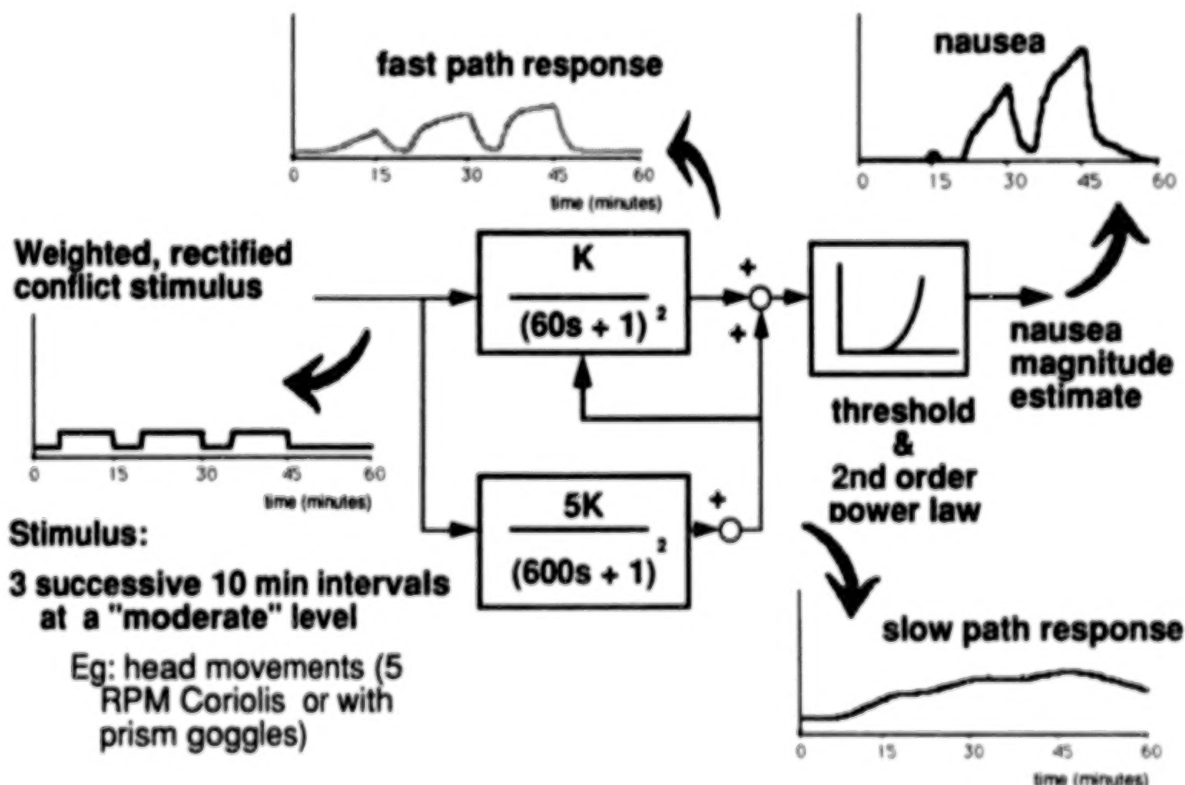 fast path response
0 15 30 45 60
time (minutes)
nausea
0 15 30 45 60
Weighted, rectified
conflict stimulus
0 15 30 45 60
time (minutes)
K
(60s + 1) 2
+
+
5K
(600s + 1) 2
+
threshold
&
2nd order
power law
nausea
magnitude
estimate
Stimulus:
3 successive 10 min intervals
at a "moderate" level
Eg: head movements (5
RPM Coriolis or with
prism goggles)
slow path response
0 15 30 45 60
time (minutes)